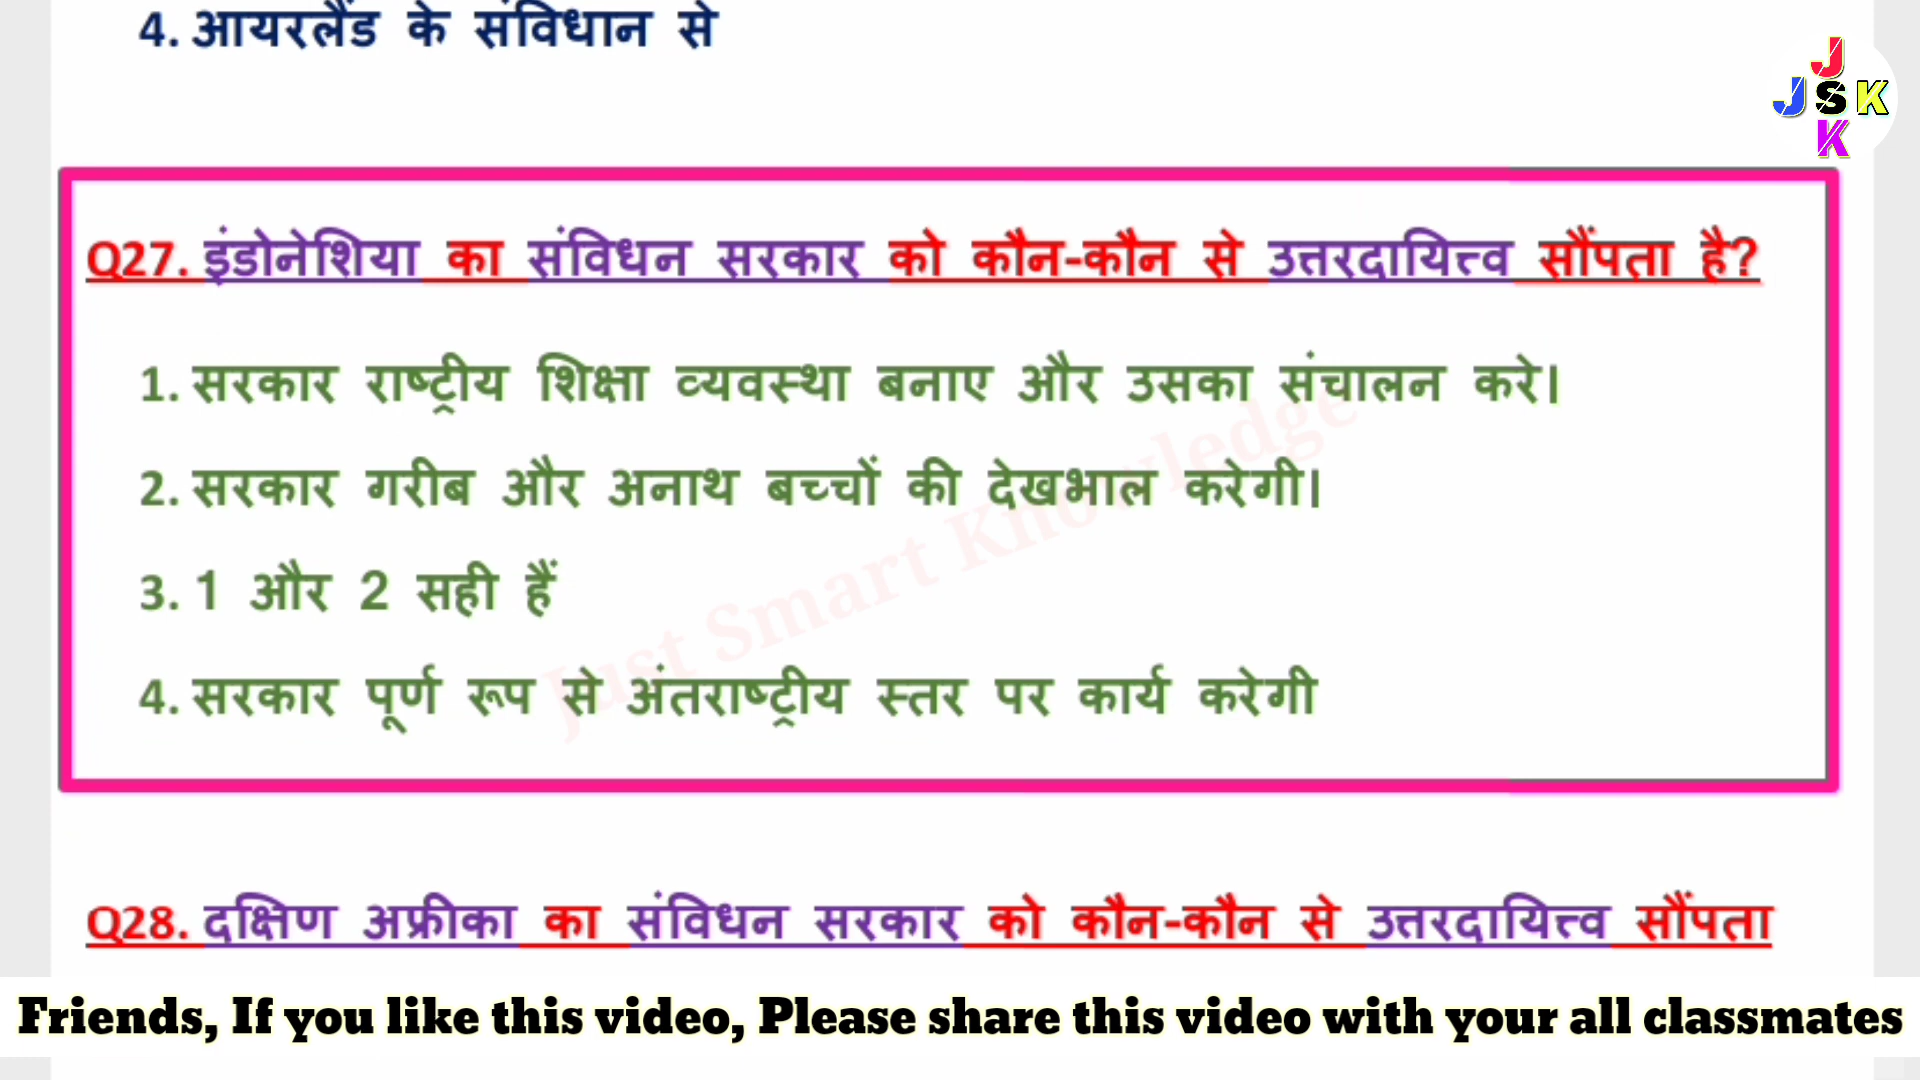 4. आयरलैंड के संविधान से
J
J S K
K
Q27. इंडोनेशिया का संविधन सरकार को कौन-कौन से उत्तरदायित्त्व सौंपता है?
1. सरकार राष्ट्रीय शिक्षा व्यवस्था बनाए और उसका संचालन करे।
2. सरकार गरीब और अनाथ बच्चों की देखभाल करेगी।
3. 1 और 2 सही हैं
4. सरकार पूर्ण रूप से अंतराष्ट्रीय स्तर पर कार्य करेगी
Just Smart Knowledge
Q28. दक्षिण अफ्रीका का संविधन सरकार को कौन-कौन से उत्तरदायित्त्व सौंपता
Friends, If you like this video, Please share this video with your all classmates